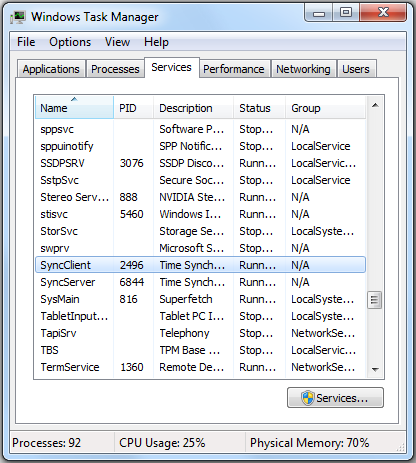 Windows Task Manager
File Options View Help
Applications Processes Services Performance Networking Users
Name PID Description Status Group
sppsvc Software P... Stop... N/A
sppuinotify SPP Notific... Stop... LocalService
SSDPSRV 3076 SSDP Disco... Runn... LocalServic...
SstpSvc Secure Soc... Stop... LocalService
Stereo Serv... 888 NVIDIA Ste... Runn... N/A
stisvc 5460 Windows I... Runn... N/A
StorSvc Storage Se... Stop... LocalSyste...
swprv Microsoft S... Stop... N/A
SyncClient 2496 Time Synch... Runn... N/A
SyncServer 6844 Time Synch... Runn... N/A
SysMain 816 Superfetch Runn... LocalSyste...
TabletInput... Tablet PC I... Stop... LocalSyste...
TapiSrv Telephony Stop... NetworkSe...
TBS TPM Base ... Stop... LocalServic...
TermService 1360 Remote De... Runn... NetworkSe...
Services...
Processes: 92 CPU Usage: 25% Physical Memory: 70%